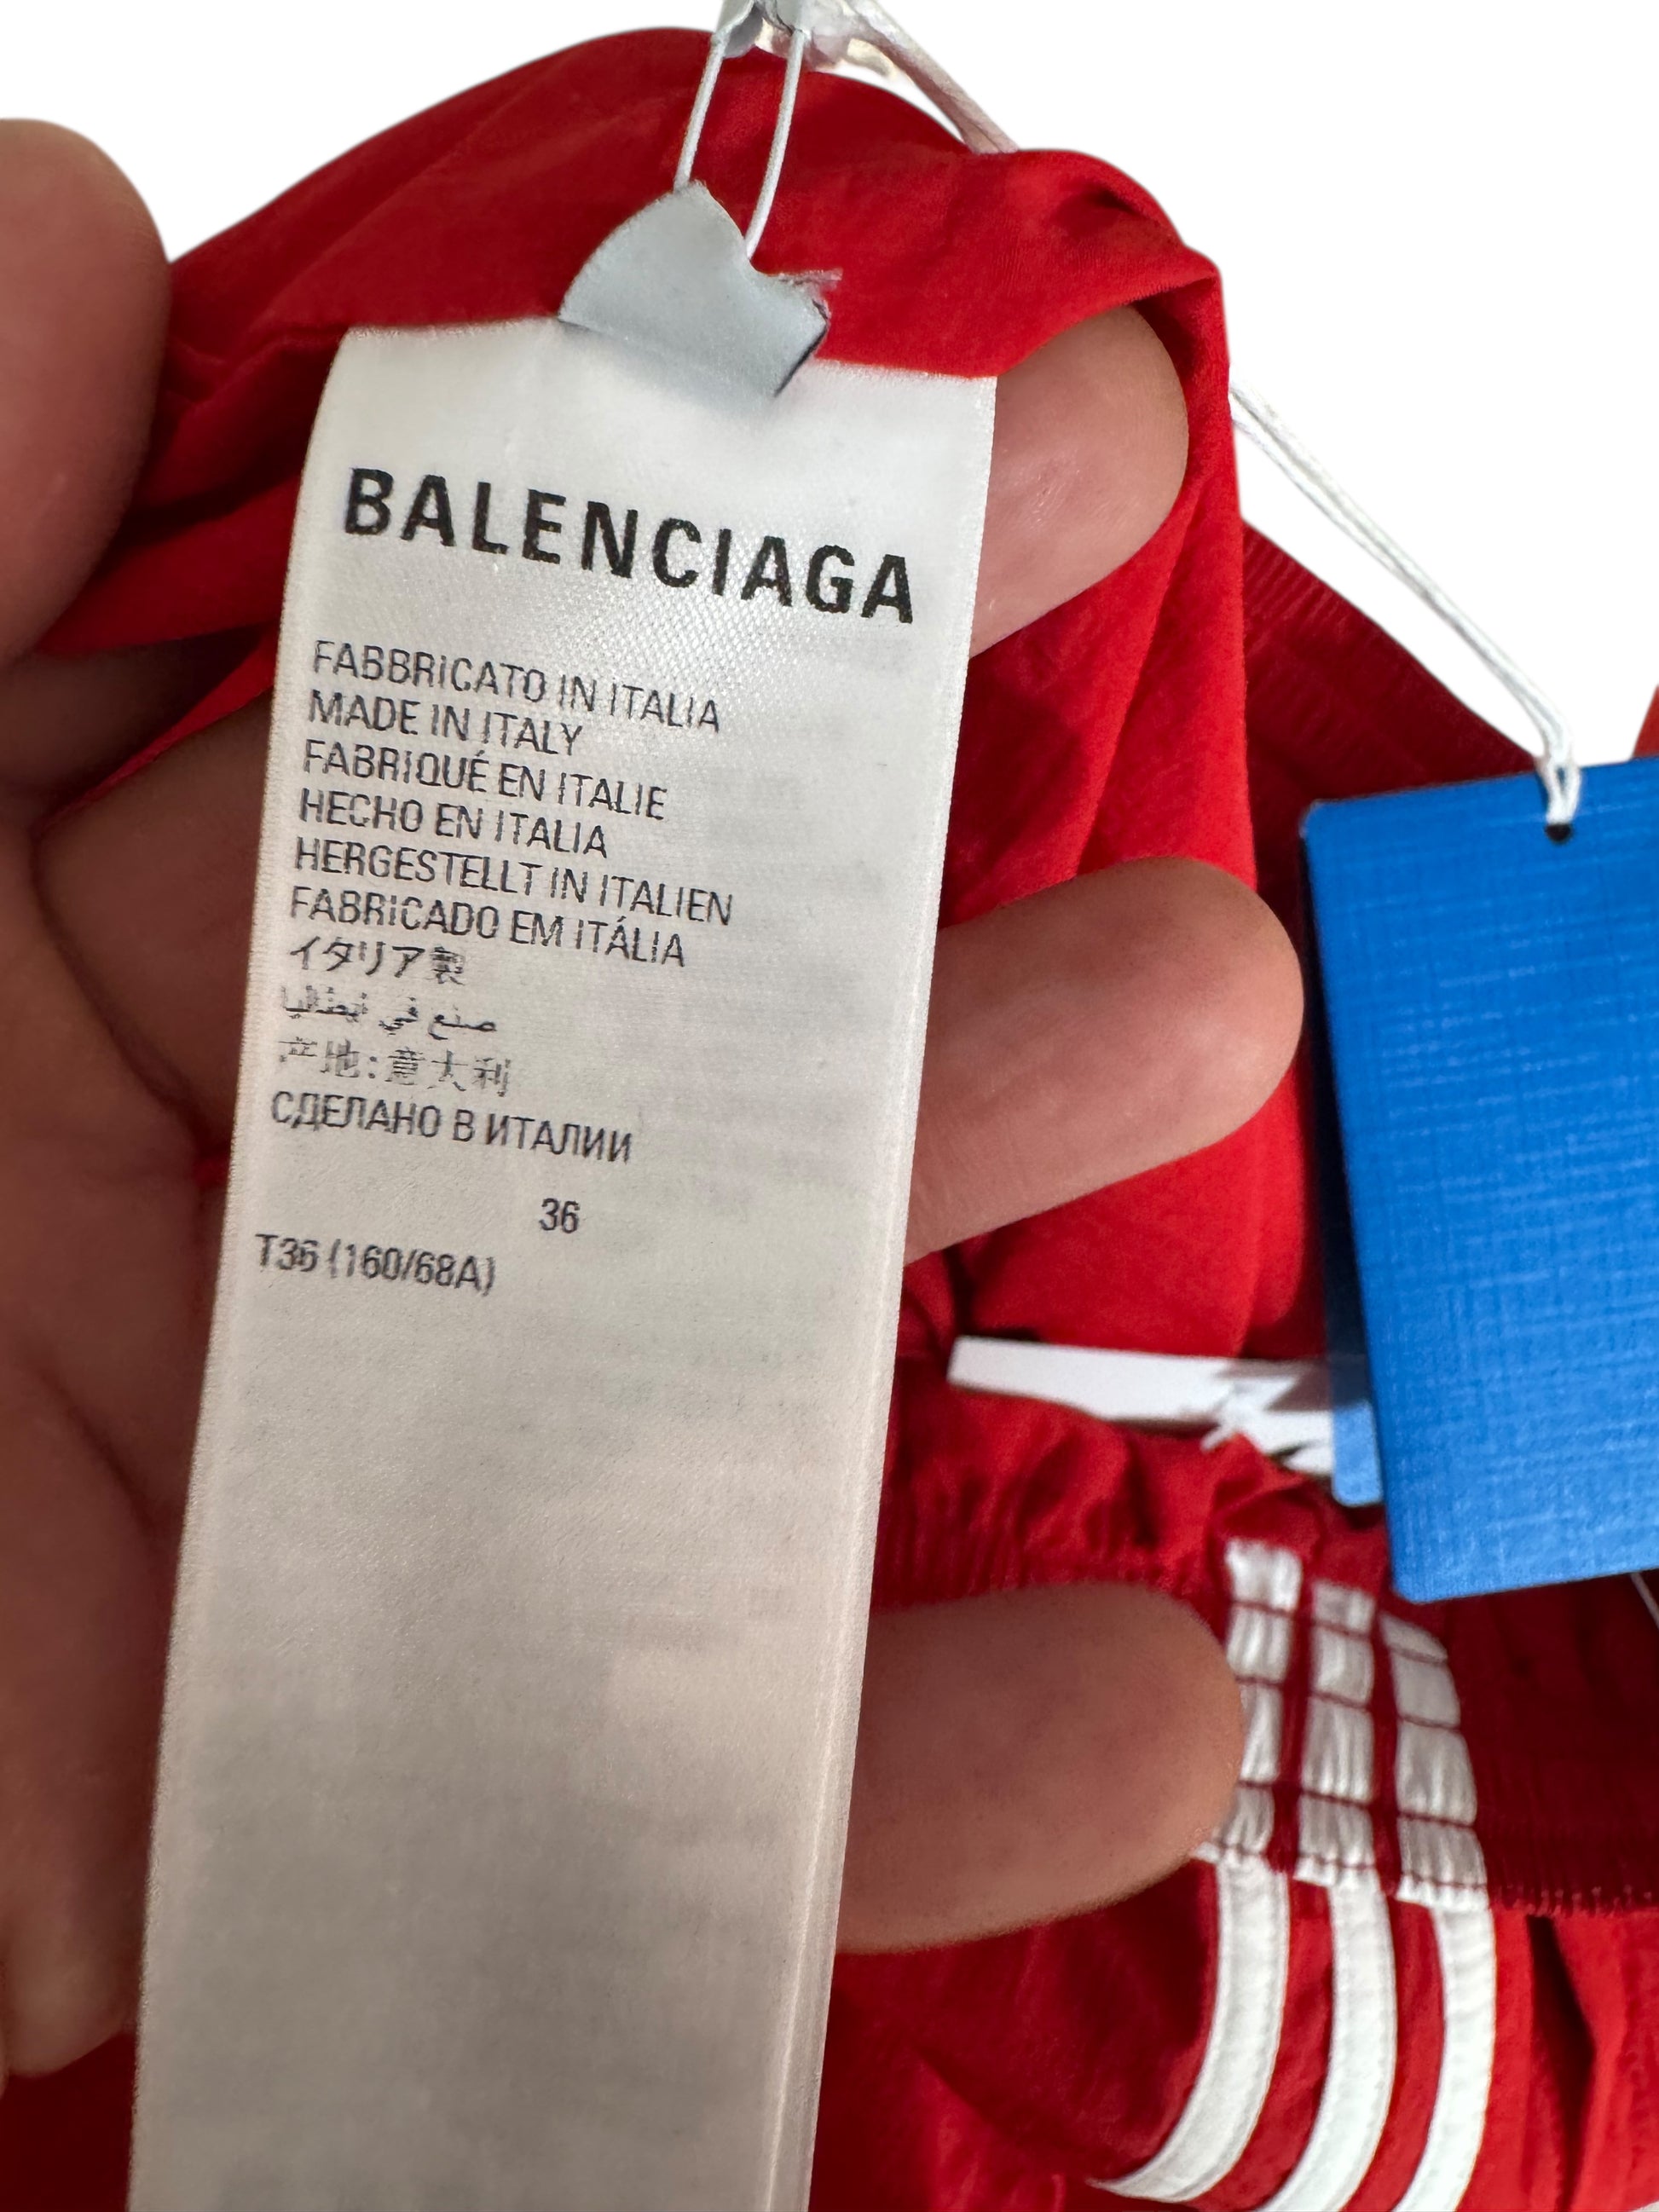 BALENCIAGA
FABBRICATO IN ITALIA
MADE IN ITALY
FABRIQUÉ EN ITALIE
HECHO EN ITALIA
HERGESTELLT IN ITALIEN
FABRICADO EM ITÁLIA
イタリア製
صنع في إيطاليا
产地:意大利
СДЕЛАНО В ИТАЛИИ
36
T36 (160/68A)